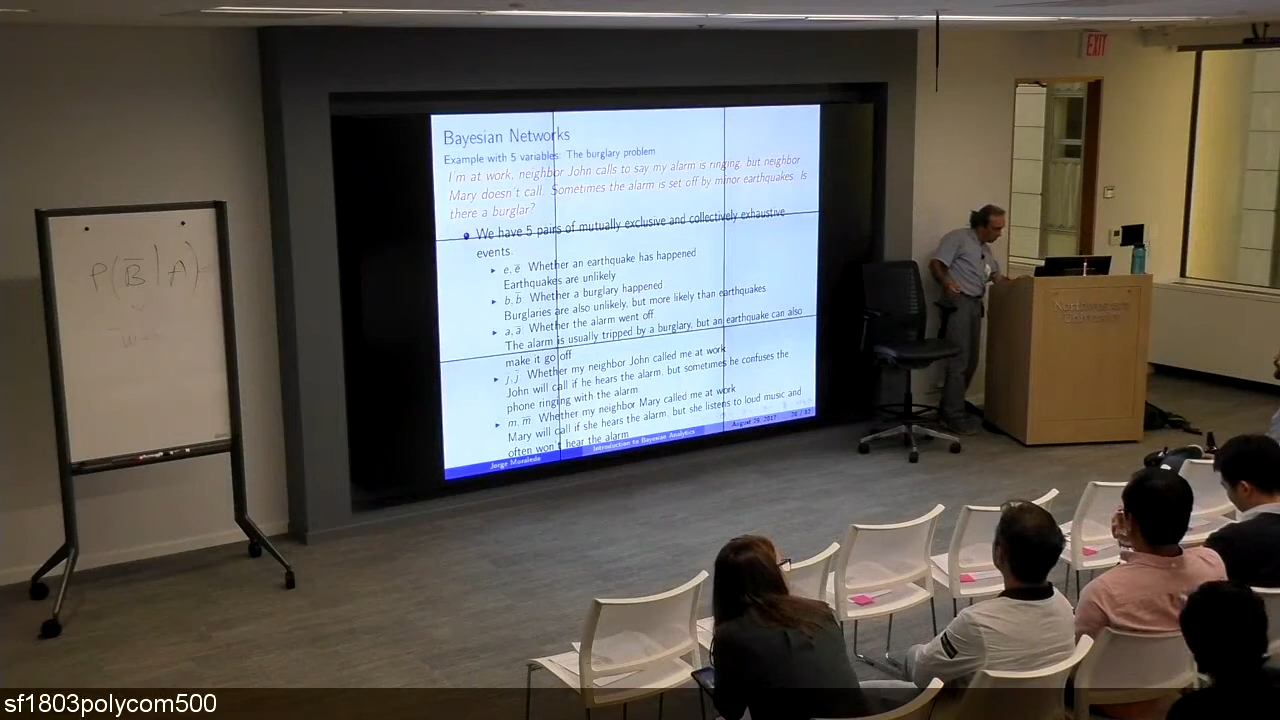 EXIT
Bayesian Networks
Example with 5 variables: The burglary problem
I'm at work, neighbor John calls to say my alarm is ringing, but neighbor
Mary doesn't call. Sometimes the alarm is set off by minor earthquakes. Is
there a burglar?
We have 5 pairs of mutually exclusive and collectively exhaustive
events.
e, ē Whether an earthquake has happened
Earthquakes are unlikely
b, b̄ Whether a burglary happened
Burglaries are also unlikely, but more likely than earthquakes
a, ā Whether the alarm went off
The alarm is usually tripped by a burglary, but an earthquake can also
make it go off
j, j̄ Whether my neighbor John called me at work
John will call if he hears the alarm, but sometimes he confuses the
phone ringing with the alarm
m, m̄ Whether my neighbor Mary called me at work
Mary will call if she hears the alarm, but she listens to loud music and
often won't hear the alarm
Jorge Introduction to Bayesian Analytics August 29, 2017
P(B̄|A)
Northwestern
University
sf1803polycom500